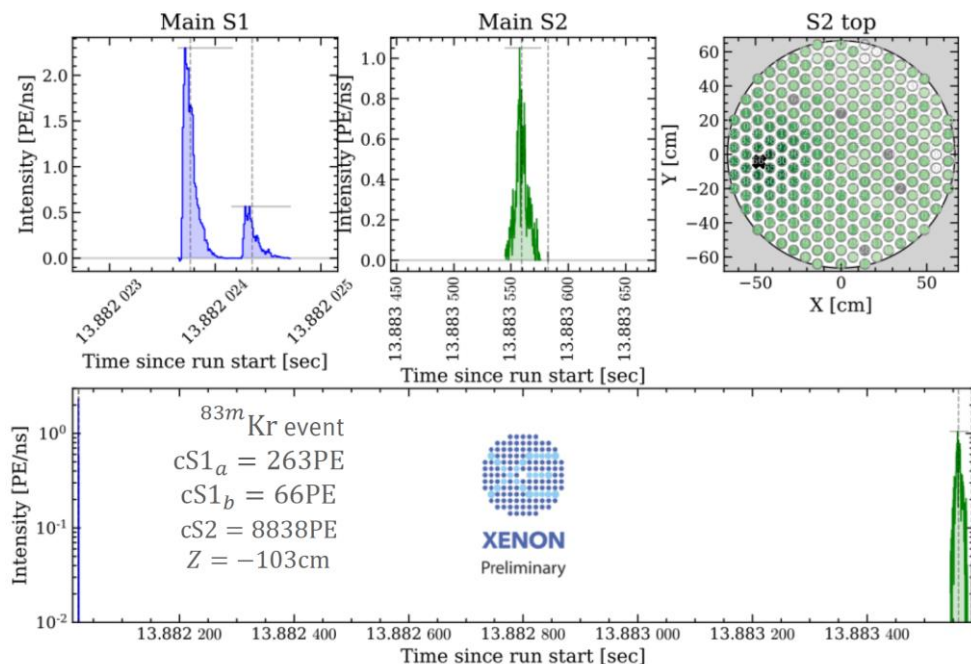 Main S1
Intensity [PE/ns]
2.0
1.5
1.0
0.5
0.0
13.882 023
13.882 024
13.882 025
Time since run start [sec]
Main S2
Intensity [PE/ns]
1.0
0.8
0.6
0.4
0.2
0.0
13.883 450
13.883 500
13.883 550
13.883 600
13.883 650
Time since run start [sec]
S2 top
Y [cm]
60
40
20
0
−20
−40
−60
−50
0
50
X [cm]
Intensity [PE/ns]
10⁰
10⁻¹
10⁻²
⁸³ᵐKr event
cS1ₐ = 263PE
cS1_b = 66PE
cS2 = 8838PE
Z = −103cm
XENON
Preliminary
13.882 200
13.882 400
13.882 600
13.882 800
13.883 000
13.883 200
13.883 400
Time since run start [sec]